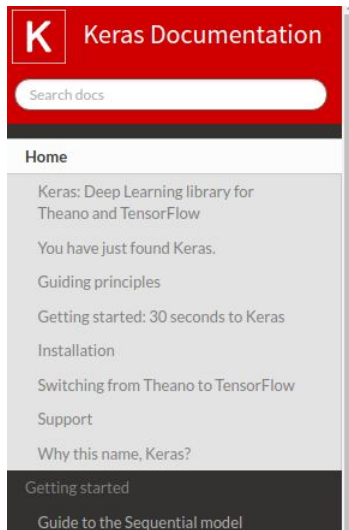 K Keras Documentation
Search docs
Home
Keras: Deep Learning library for
Theano and TensorFlow
You have just found Keras.
Guiding principles
Getting started: 30 seconds to Keras
Installation
Switching from Theano to TensorFlow
Support
Why this name, Keras?
Getting started
Guide to the Sequential model